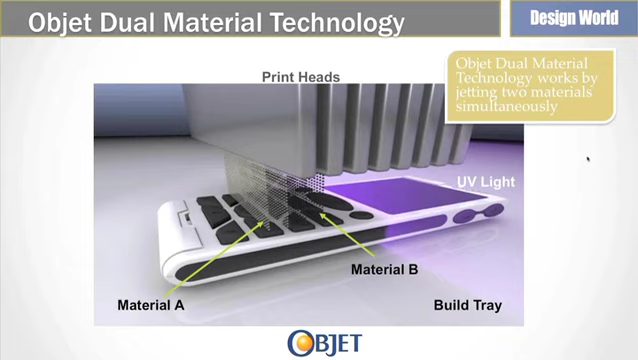 Objet Dual Material Technology
Design World
Objet Dual Material
Technology works by
jetting two materials
simultaneously
Print Heads
UV Light
Material B
Material A
Build Tray
OBJET